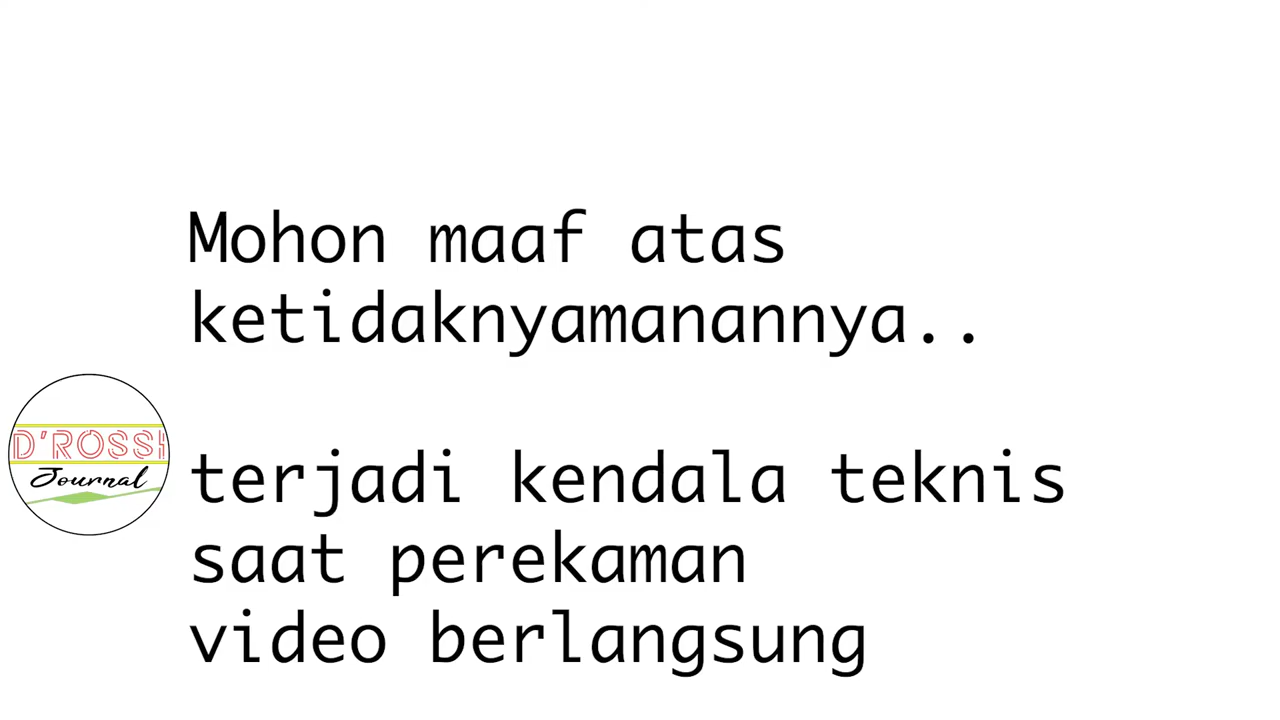 Mohon maaf atas
ketidaknyamanannya..
D'ROSSI
Journal
terjadi kendala teknis
saat perekaman
video berlangsung